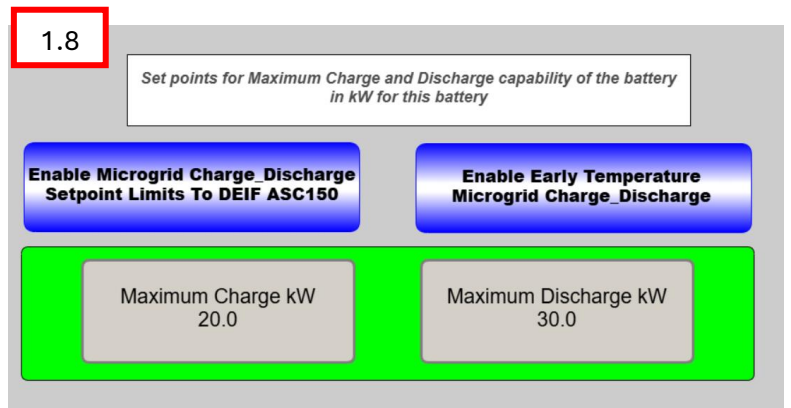 1.8
Set points for Maximum Charge and Discharge capability of the battery
in kW for this battery
Enable Microgrid Charge_Discharge
Setpoint Limits To DEIF ASC150
Enable Early Temperature
Microgrid Charge_Discharge
Maximum Charge kW
20.0
Maximum Discharge kW
30.0